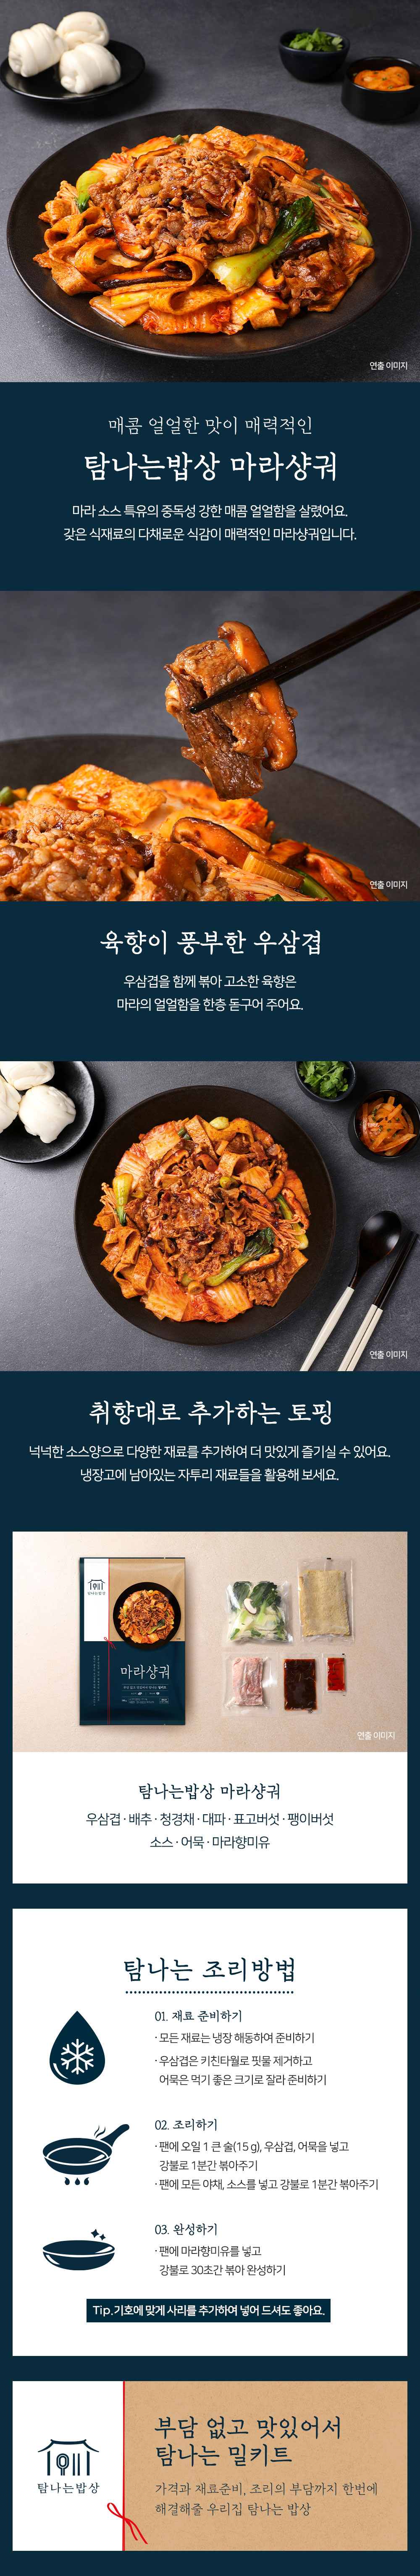 연출 이미지
매콤 얼얼한 맛이 매력적인
탐나는밥상 마라샹궈
마라 소스 특유의 중독성 강한 매콤 얼얼함을 살렸어요.
갖은 식재료의 다채로운 식감이 매력적인 마라샹궈입니다.
연출 이미지
육향이 풍부한 우삼겹
우삼겹을 함께 볶아 고소한 육향은
마라의 얼얼함을 한층 돋구어 주어요.
연출 이미지
취향대로 추가하는 토핑
넉넉한 소스양으로 다양한 재료를 추가하여 더 맛있게 즐기실 수 있어요.
냉장고에 남아있는 자투리 재료들을 활용해 보세요.
탐나는밥상
마라샹궈
연출 이미지
탐나는밥상 마라샹궈
우삼겹 · 배추 · 청경채 · 대파 · 표고버섯 · 팽이버섯
소스 · 어묵 · 마라향미유
탐나는 조리방법
01. 재료 준비하기
· 모든 재료는 냉장 해동하여 준비하기
· 우삼겹은 키친타월로 핏물 제거하고
어묵은 먹기 좋은 크기로 잘라 준비하기
02. 조리하기
· 팬에 오일 1 큰 술(15 g), 우삼겹, 어묵을 넣고
강불로 1분간 볶아주기
· 팬에 모든 야채, 소스를 넣고 강불로 1분간 볶아주기
03. 완성하기
· 팬에 마라향미유를 넣고
강불로 30초간 볶아 완성하기
Tip.기호에 맞게 사리를 추가하여 넣어 드셔도 좋아요.
탐나는밥상
부담 없고 맛있어서
탐나는 밀키트
가격과 재료준비, 조리의 부담까지 한번에
해결해줄 우리집 탐나는 밥상